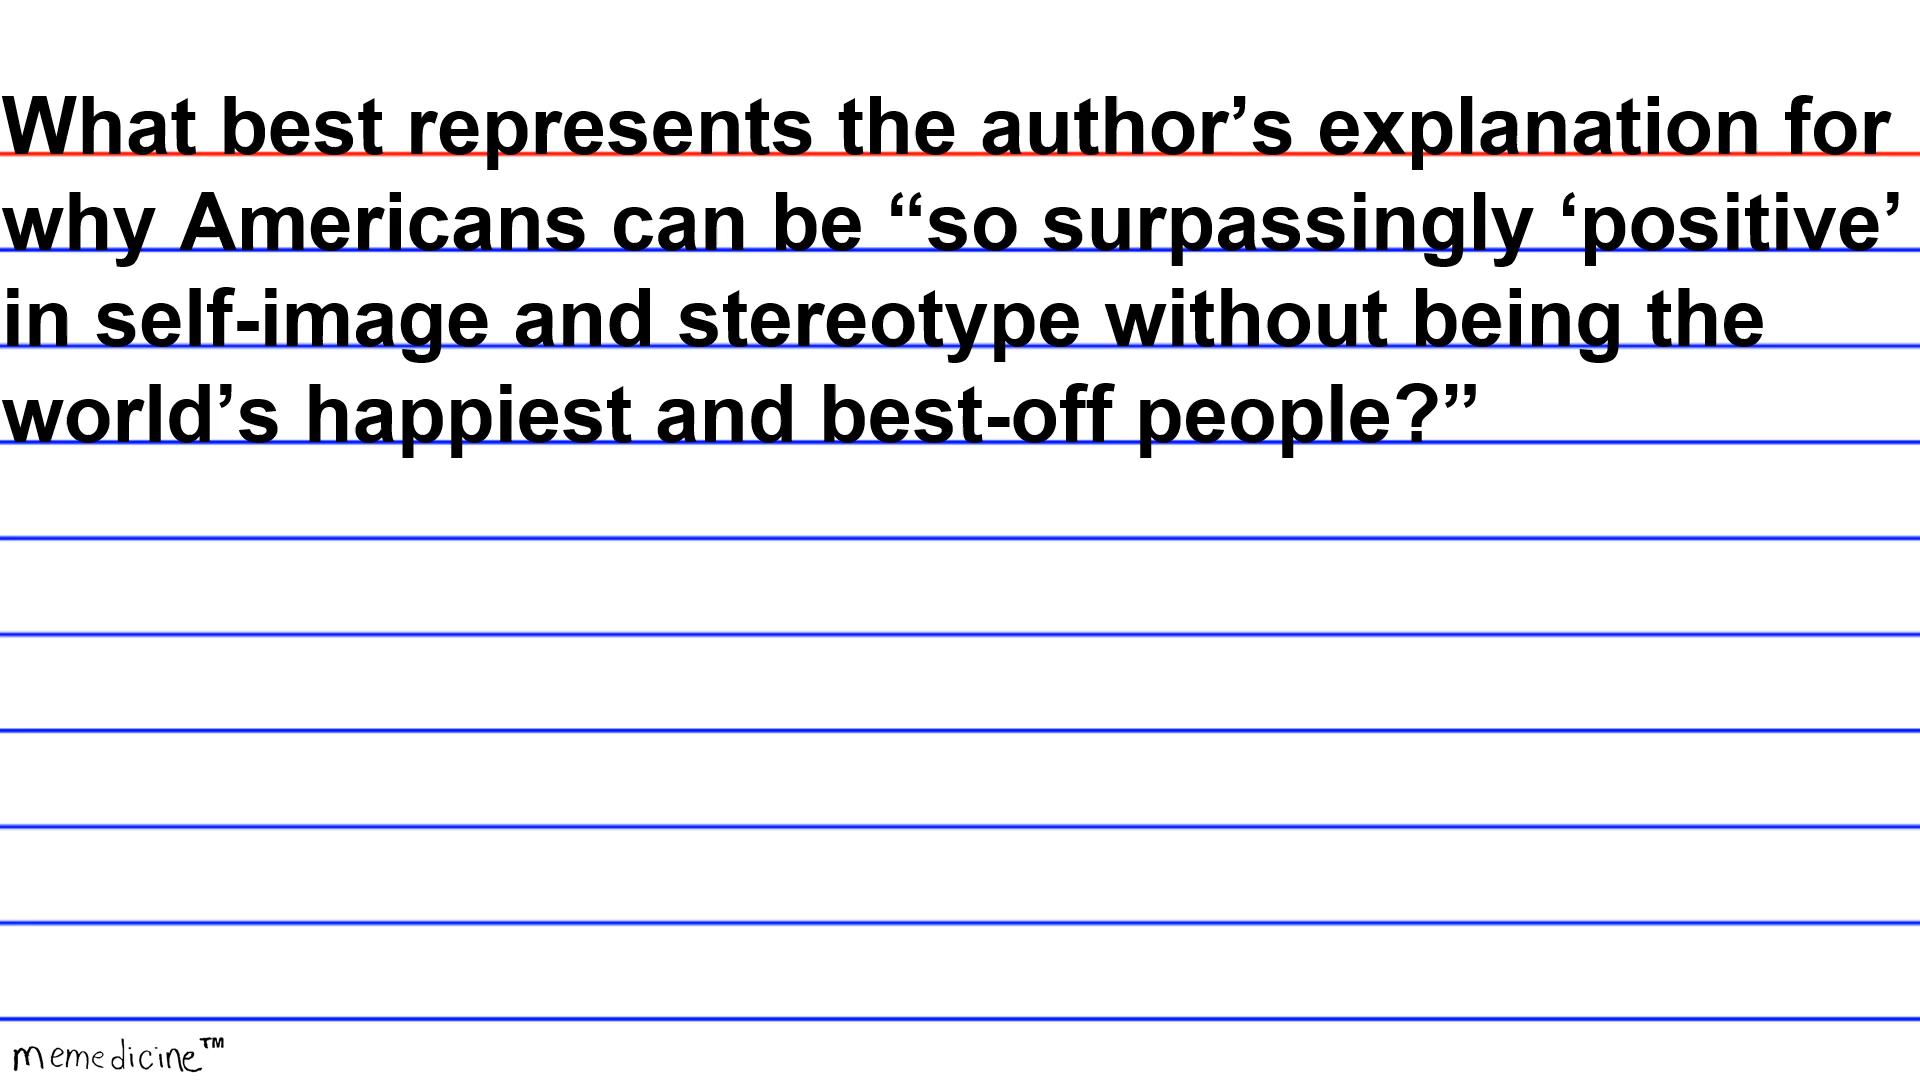 What best represents the author’s explanation for
why Americans can be “so surpassingly ‘positive’
in self-image and stereotype without being the
world’s happiest and best-off people?”
memedicine™